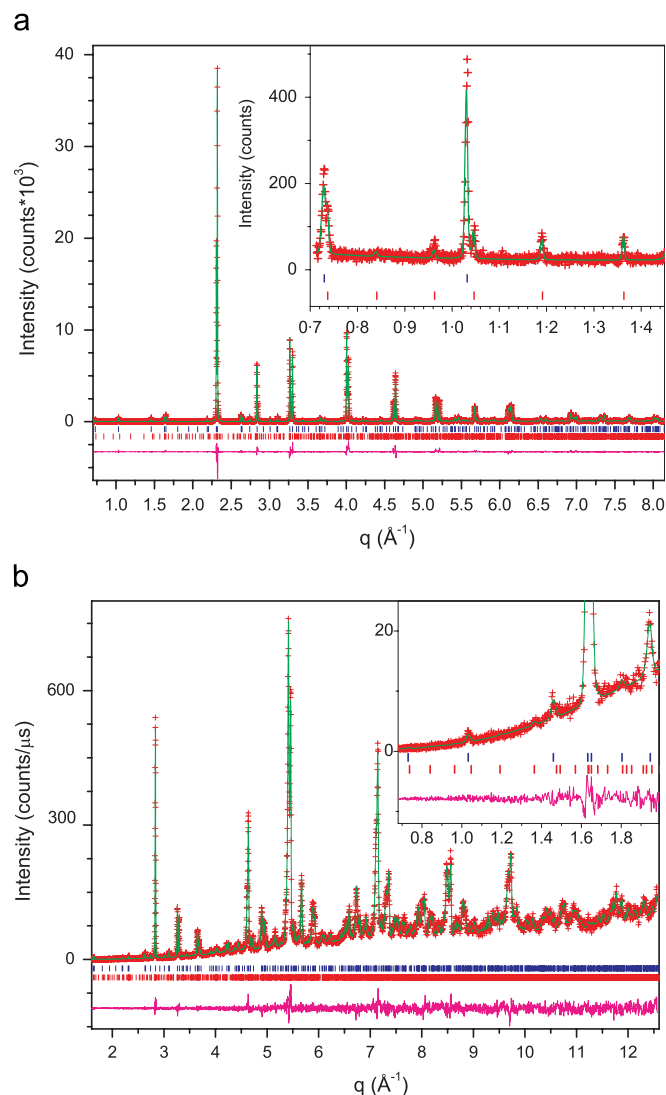 a
40
30
20
10
0
Intensity (counts*10³)
400
200
0
Intensity (counts)
0·7 0·8 0·9 1·0 1·1 1·2 1·3 1·4
1.0 1.5 2.0 2.5 3.0 3.5 4.0 4.5 5.0 5.5 6.0 6.5 7.0 7.5 8.0
q (Å⁻¹)
b
600
300
0
Intensity (counts/µs)
20
0
0.8 1.0 1.2 1.4 1.6 1.8
2 3 4 5 6 7 8 9 10 11 12
q (Å⁻¹)